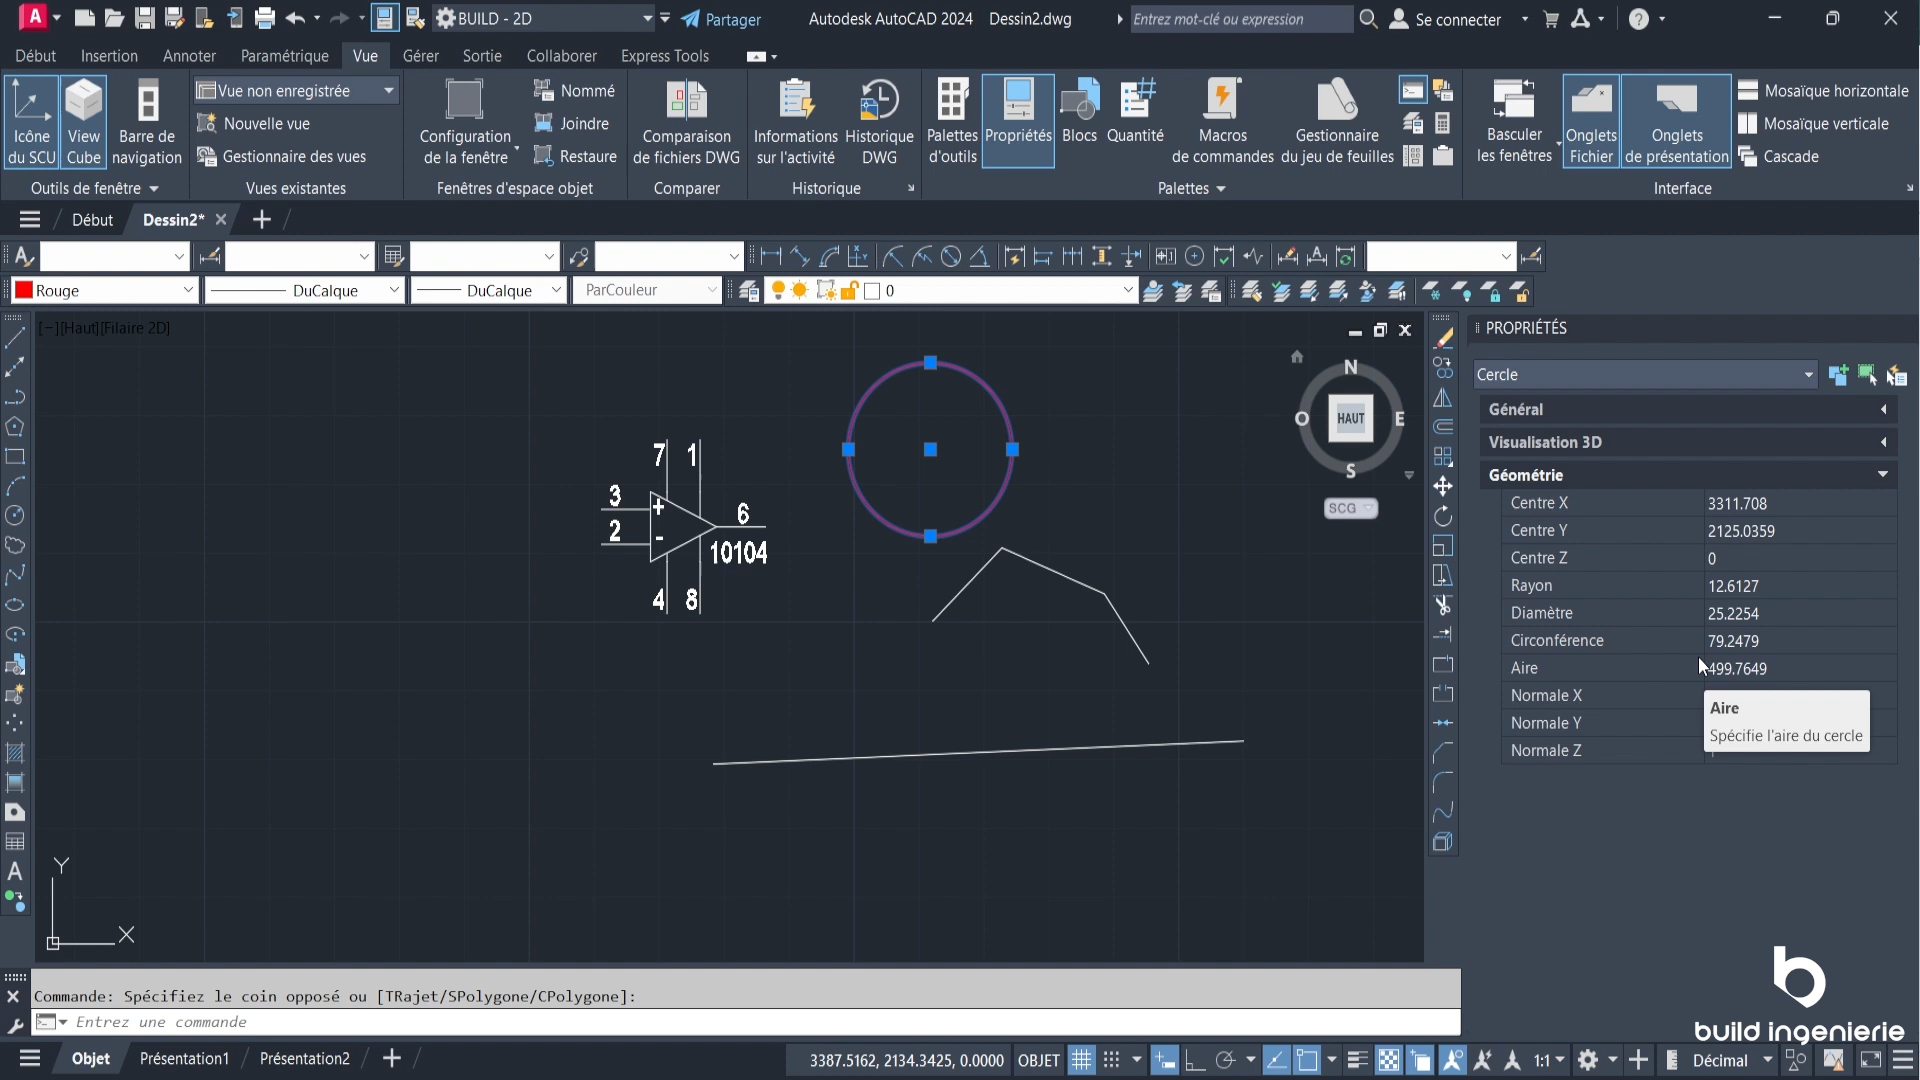 BUILD - 2D
Partager
Autodesk AutoCAD 2024 Dessin2.dwg
Entrez mot-clé ou expression
Se connecter
Début Insertion Annoter Paramétrique Vue Gérer Sortie Collaborer Express Tools
Icône du SCU
View Cube
Barre de navigation
Outils de fenêtre
Vue non enregistrée
Nouvelle vue
Gestionnaire des vues
Vues existantes
Configuration de la fenêtre
Nommé
Joindre
Restaure
Fenêtres d'espace objet
Comparaison de fichiers DWG
Comparer
Informations sur l'activité
Historique DWG
Historique
Palettes d'outils
Propriétés
Blocs
Quantité
Macros de commandes
Gestionnaire du jeu de feuilles
Palettes
Basculer les fenêtres
Onglets Fichier
Onglets de présentation
Mosaïque horizontale
Mosaïque verticale
Cascade
Interface
Début Dessin2*
Rouge DuCalque DuCalque ParCouleur 0
[−][Haut][Filaire 2D]
7 1
3 +
2 -
6
10104
4 8
N
O HAUT E
S
SCG
PROPRIÉTÉS
Cercle
Général
Visualisation 3D
Géométrie
Centre X 3311.708
Centre Y 2125.0359
Centre Z 0
Rayon 12.6127
Diamètre 25.2254
Circonférence 79.2479
Aire 499.7649
Normale X
Normale Y
Normale Z
Aire
Spécifie l'aire du cercle
Y
X
Commande: Spécifiez le coin opposé ou [TRajet/SPolygone/CPolygone]:
Entrez une commande
Objet Présentation1 Présentation2
3387.5162, 2134.3425, 0.0000 OBJET 1:1 Décimal
build ingenierie